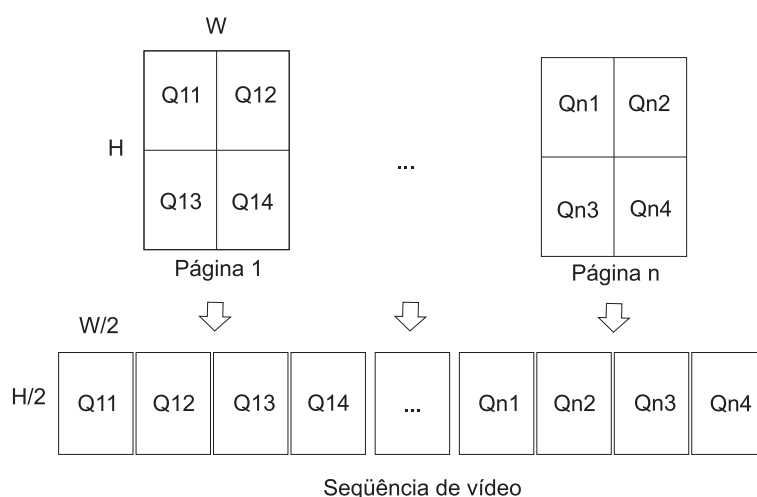 W
H
Q11 Q12
Q13 Q14
Página 1
...
Qn1 Qn2
Qn3 Qn4
Página n
W/2
H/2
Q11 Q12 Q13 Q14 ... Qn1 Qn2 Qn3 Qn4
Seqüência de vídeo